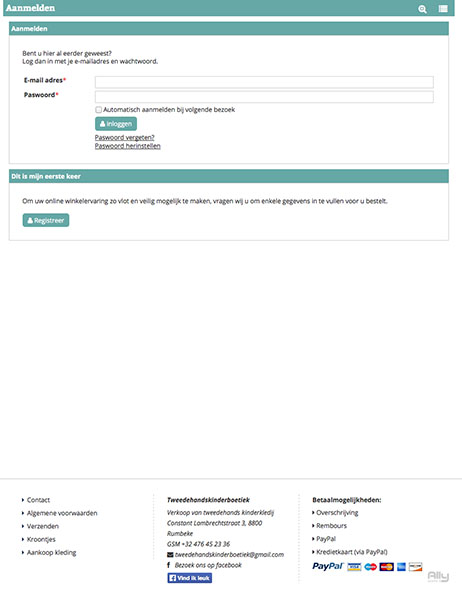 Aanmelden
Aanmelden
Bent u hier al eerder geweest?
Log dan in met je e-mailadres en wachtwoord.
E-mail adres*
Paswoord*
Automatisch aanmelden bij volgende bezoek
Inloggen
Paswoord vergeten?
Paswoord herinstellen
Dit is mijn eerste keer
Om uw online winkelervaring zo vlot en veilig mogelijk te maken, vragen wij u om enkele gegevens in te vullen voor u bestelt.
Registreer
Contact
Algemene voorwaarden
Verzenden
Kroontjes
Aankoop kleding
Tweedehandskinderboetiek
Verkoop van tweedehands kinderkledij
Constant Lambrechtstraat 3, 8800
Rumbeke
GSM +32 476 45 23 36
tweedehandskinderboetiek@gmail.com
Bezoek ons op facebook
Vind ik leuk
Betaalmogelijkheden:
Overschrijving
Rembours
PayPal
Kredietkaart (via PayPal)
PayPal VISA
Ally